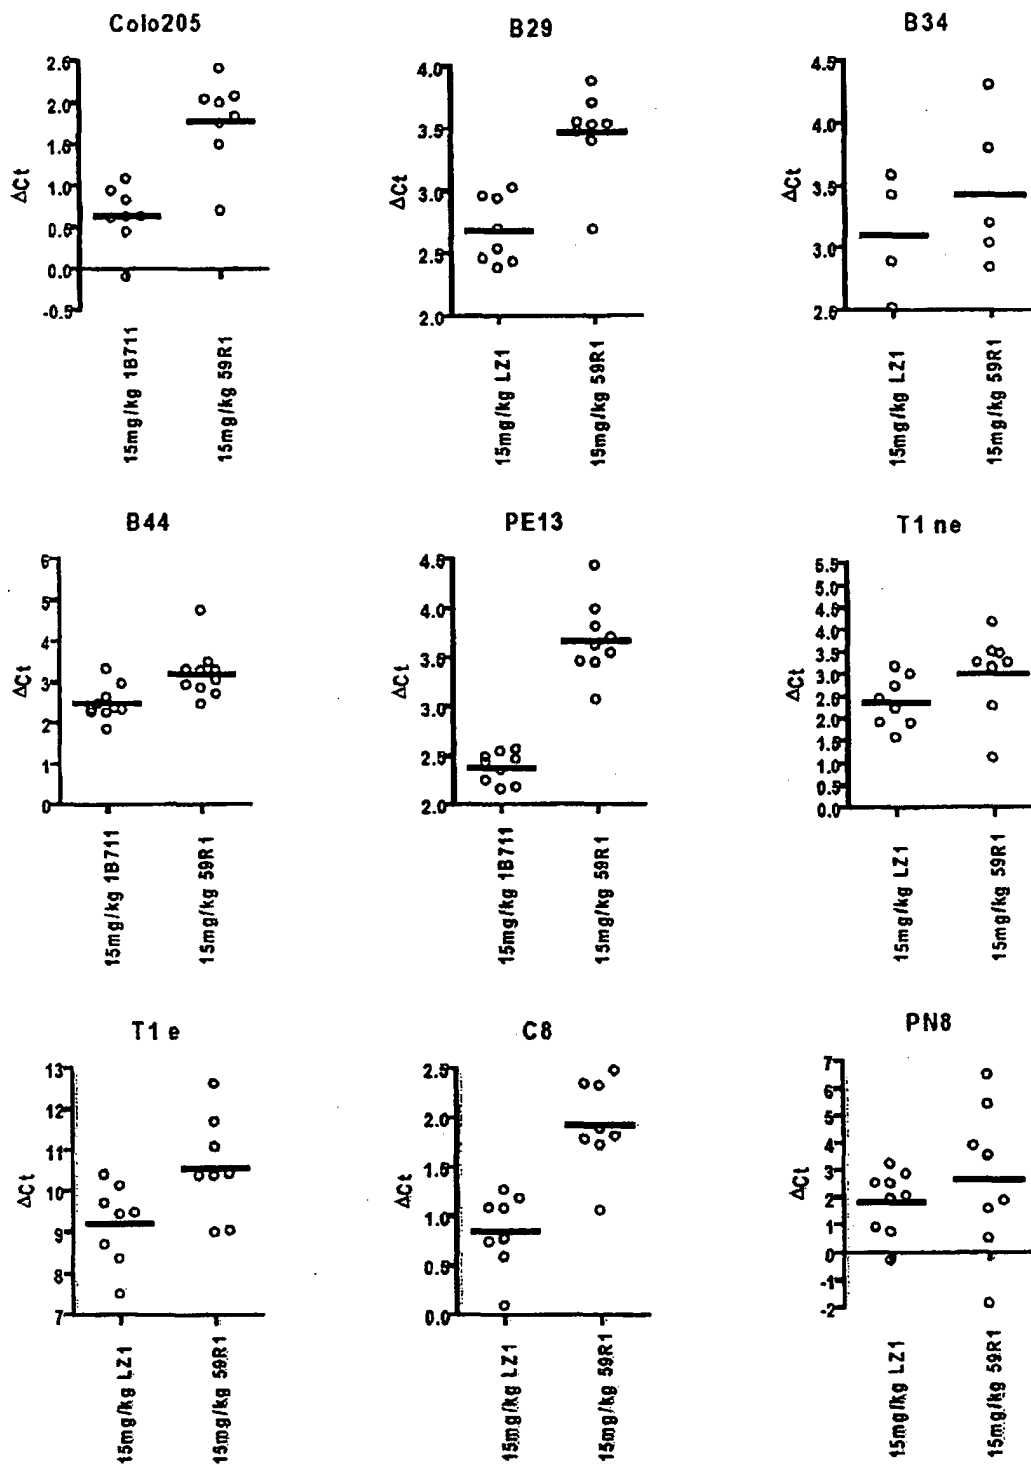 Colo205
ΔCt
2.5
2.0
1.5
1.0
0.5
0.0
-0.5
15mg/kg 1B711
15mg/kg 59R1
B29
ΔCt
4.0
3.5
3.0
2.5
2.0
15mg/kg LZ1
15mg/kg 59R1
B34
ΔCt
4.5
4.0
3.5
3.0
2.5
15mg/kg LZ1
15mg/kg 59R1
B44
ΔCt
6
5
4
3
2
1
0
15mg/kg 1B711
15mg/kg 59R1
PE13
ΔCt
4.5
4.0
3.5
3.0
2.5
2.0
15mg/kg 1B711
15mg/kg 59R1
T1 ne
ΔCt
5.5
5.0
4.5
4.0
3.5
3.0
2.5
2.0
1.5
1.0
0.5
0.0
15mg/kg LZ1
15mg/kg 59R1
T1 e
ΔCt
13
12
11
10
9
8
7
15mg/kg LZ1
15mg/kg 59R1
C8
ΔCt
2.5
2.0
1.5
1.0
0.5
0.0
15mg/kg LZ1
15mg/kg 59R1
PN8
ΔCt
7
6
5
4
3
2
1
0
-1
-2
15mg/kg LZ1
15mg/kg 59R1